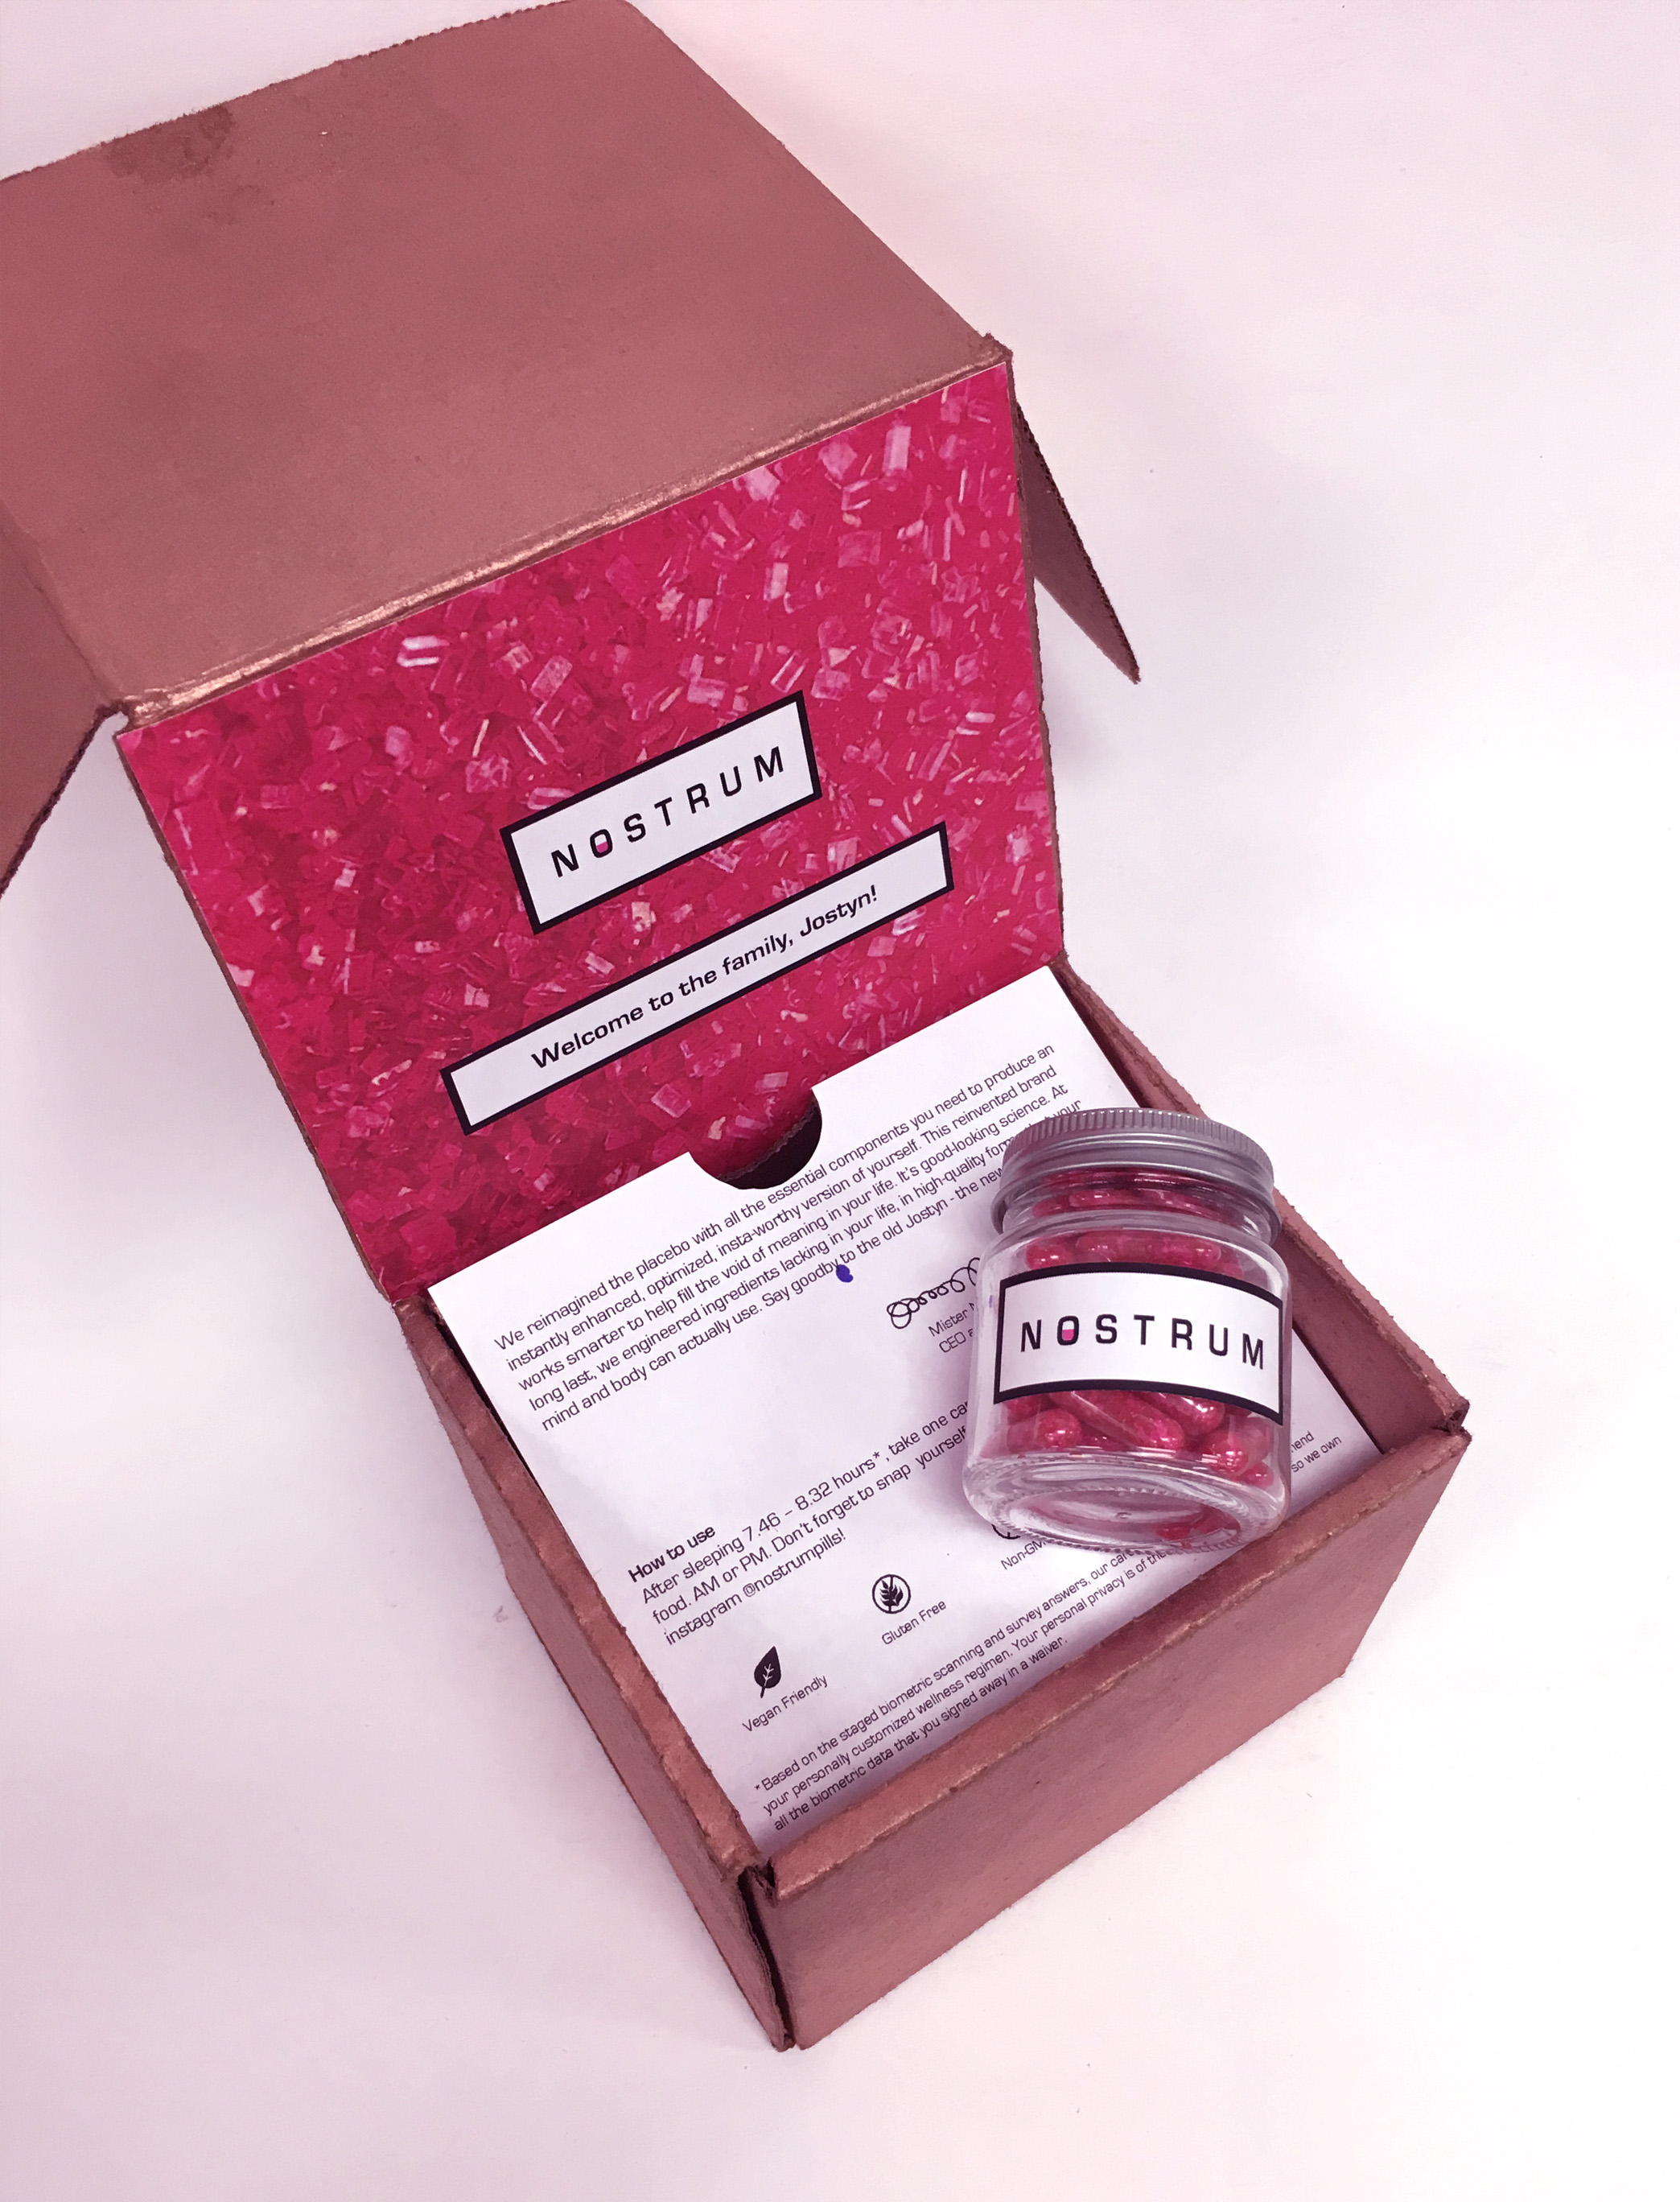 NOSTRUM
Welcome to the family, Jostyn!
We reimagined the placebo with all the essential components you need to produce an
instantly enhanced, optimized, insta-worthy version of yourself. This reinvented brand
works smarter to help fill the void of meaning in your life. It's good-looking science. At
long last, we engineered ingredients lacking in your life, in high-quality your
mind and body can actually use. Say goodby to the old Jostyn - the new
Mister
CEO
NOSTRUM
How to use
After sleeping 7.46 – 8.32 hours*, take one
food. AM or PM. Don't forget to snap yourself
instagram @nostrumpills!
Vegan Friendly
Gluten Free
Non-GM
*Based on the staged biometric scanning and survey answers, our
your personally customized wellness regimen. Your personal privacy is of so we own
all the biometric data that you signed away in a waiver.